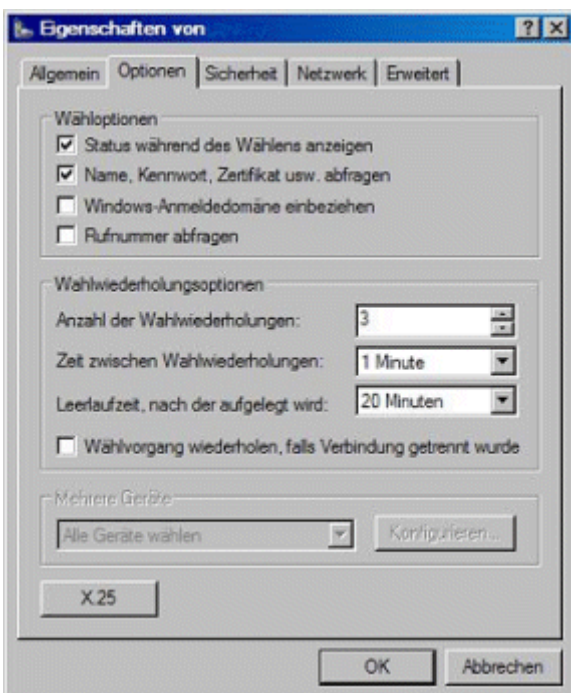 Eigenschaften von
Allgemein Optionen Sicherheit Netzwerk Erweitert
Wähloptionen
Status während des Wählens anzeigen
Name, Kennwort, Zertifikat usw. abfragen
Windows-Anmeldedomäne einbeziehen
Rufnummer abfragen
Wahlwiederholungsoptionen
Anzahl der Wahlwiederholungen: 3
Zeit zwischen Wahlwiederholungen: 1 Minute
Leerlaufzeit, nach der aufgelegt wird: 20 Minuten
Wählvorgang wiederholen, falls Verbindung getrennt wurde
Mehrere Geräte
Alle Geräte wählen Konfigurieren...
X.25
OK Abbrechen